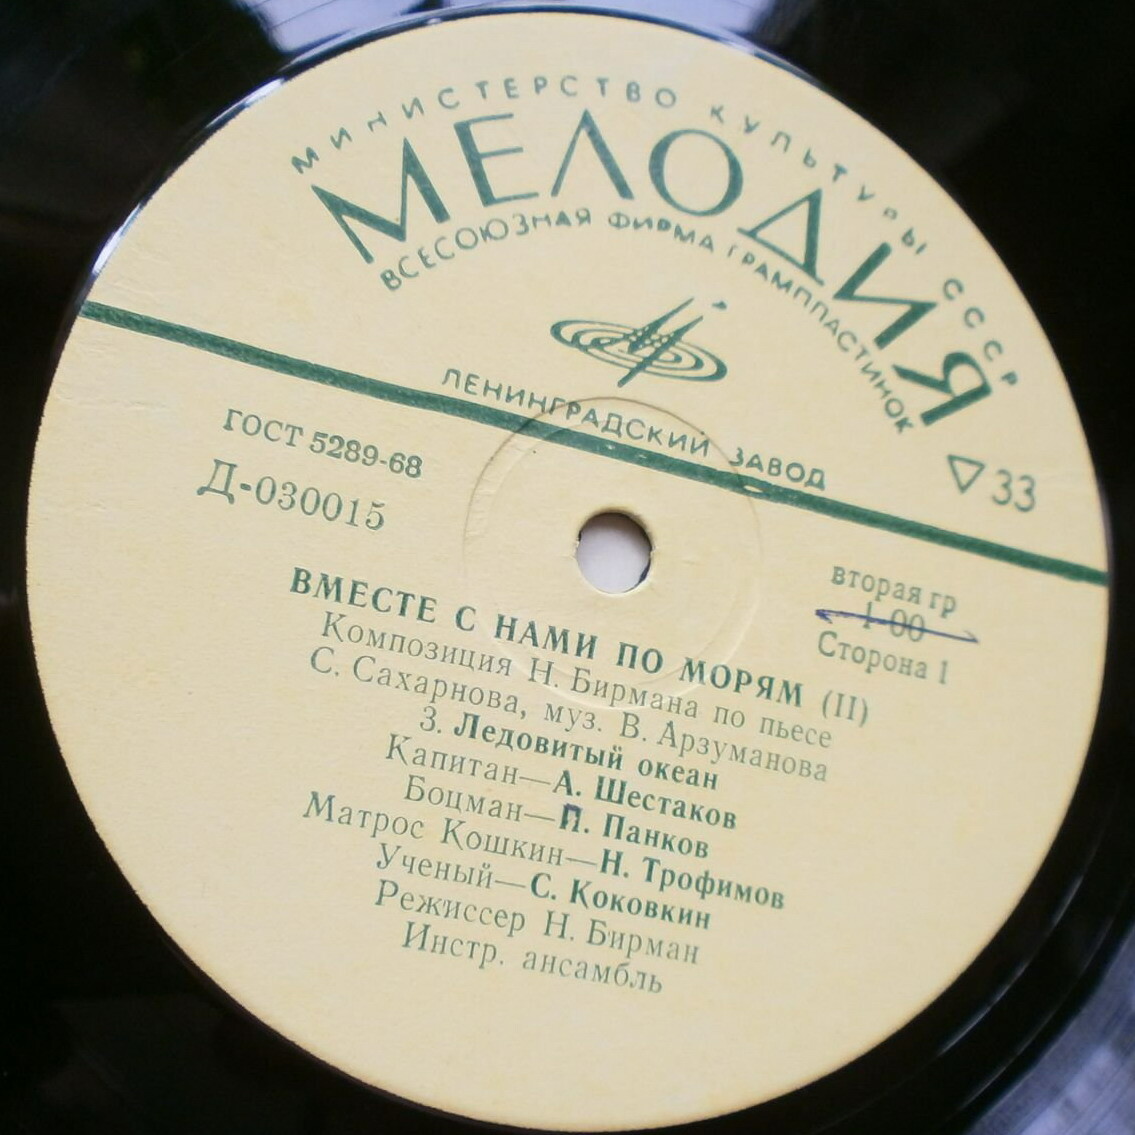 МИНИСТЕРСТВО КУЛЬТУРЫ СССР
МЕЛОДИЯ
ВСЕСОЮЗНАЯ ФИРМА ГРАМПЛАСТИНОК
ЛЕНИНГРАДСКИЙ ЗАВОД
▽33
ГОСТ 5289-68
Д-030015
вторая гр
1-00
Сторона 1
ВМЕСТЕ С НАМИ ПО МОРЯМ (II)
Композиция Н. Бирмана по пьесе
С. Сахарнова, муз. В. Арзуманова
3. Ледовитый океан
Капитан—А. Шестаков
Боцман—П. Панков
Матрос Кошкин—Н. Трофимов
Ученый—С. Коковкин
Режиссер Н. Бирман
Инстр. ансамбль